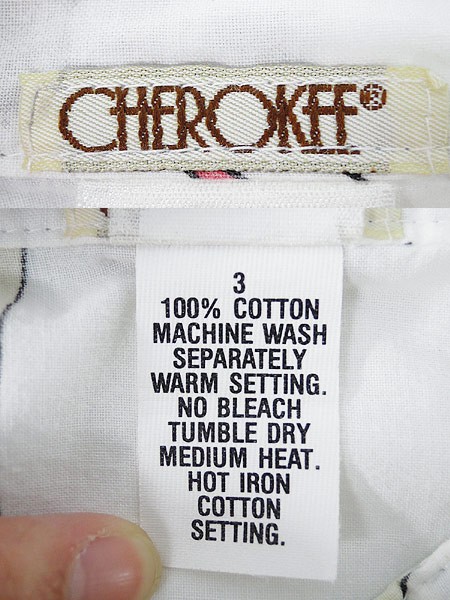 CHEROKEE®
3
100% COTTON
MACHINE WASH
SEPARATELY
WARM SETTING.
NO BLEACH
TUMBLE DRY
MEDIUM HEAT.
HOT IRON
COTTON
SETTING.